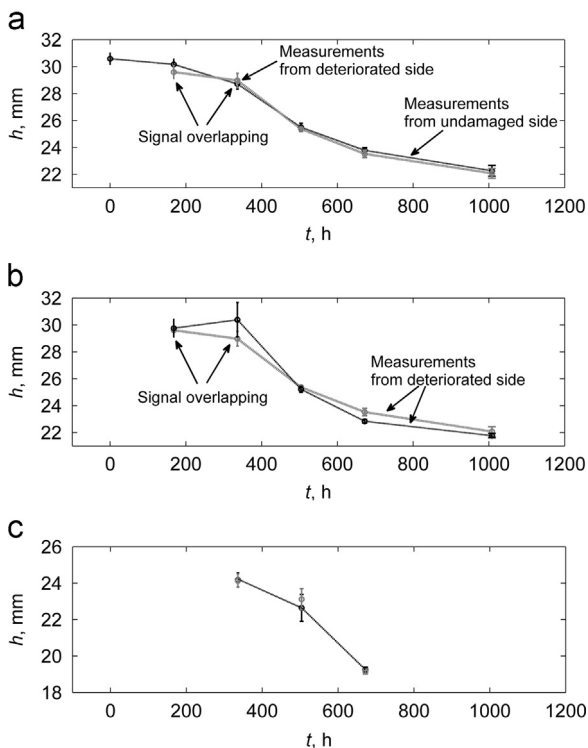 a
32
30
28
26
24
22
h, mm
Measurements
from deteriorated side
Measurements
from undamaged side
Signal overlapping
0 200 400 600 800 1000 1200
t, h
b
32
30
28
26
24
22
h, mm
Measurements
from deteriorated side
Signal overlapping
0 200 400 600 800 1000 1200
t, h
c
26
24
22
20
18
h, mm
0 200 400 600 800 1000 1200
t, h